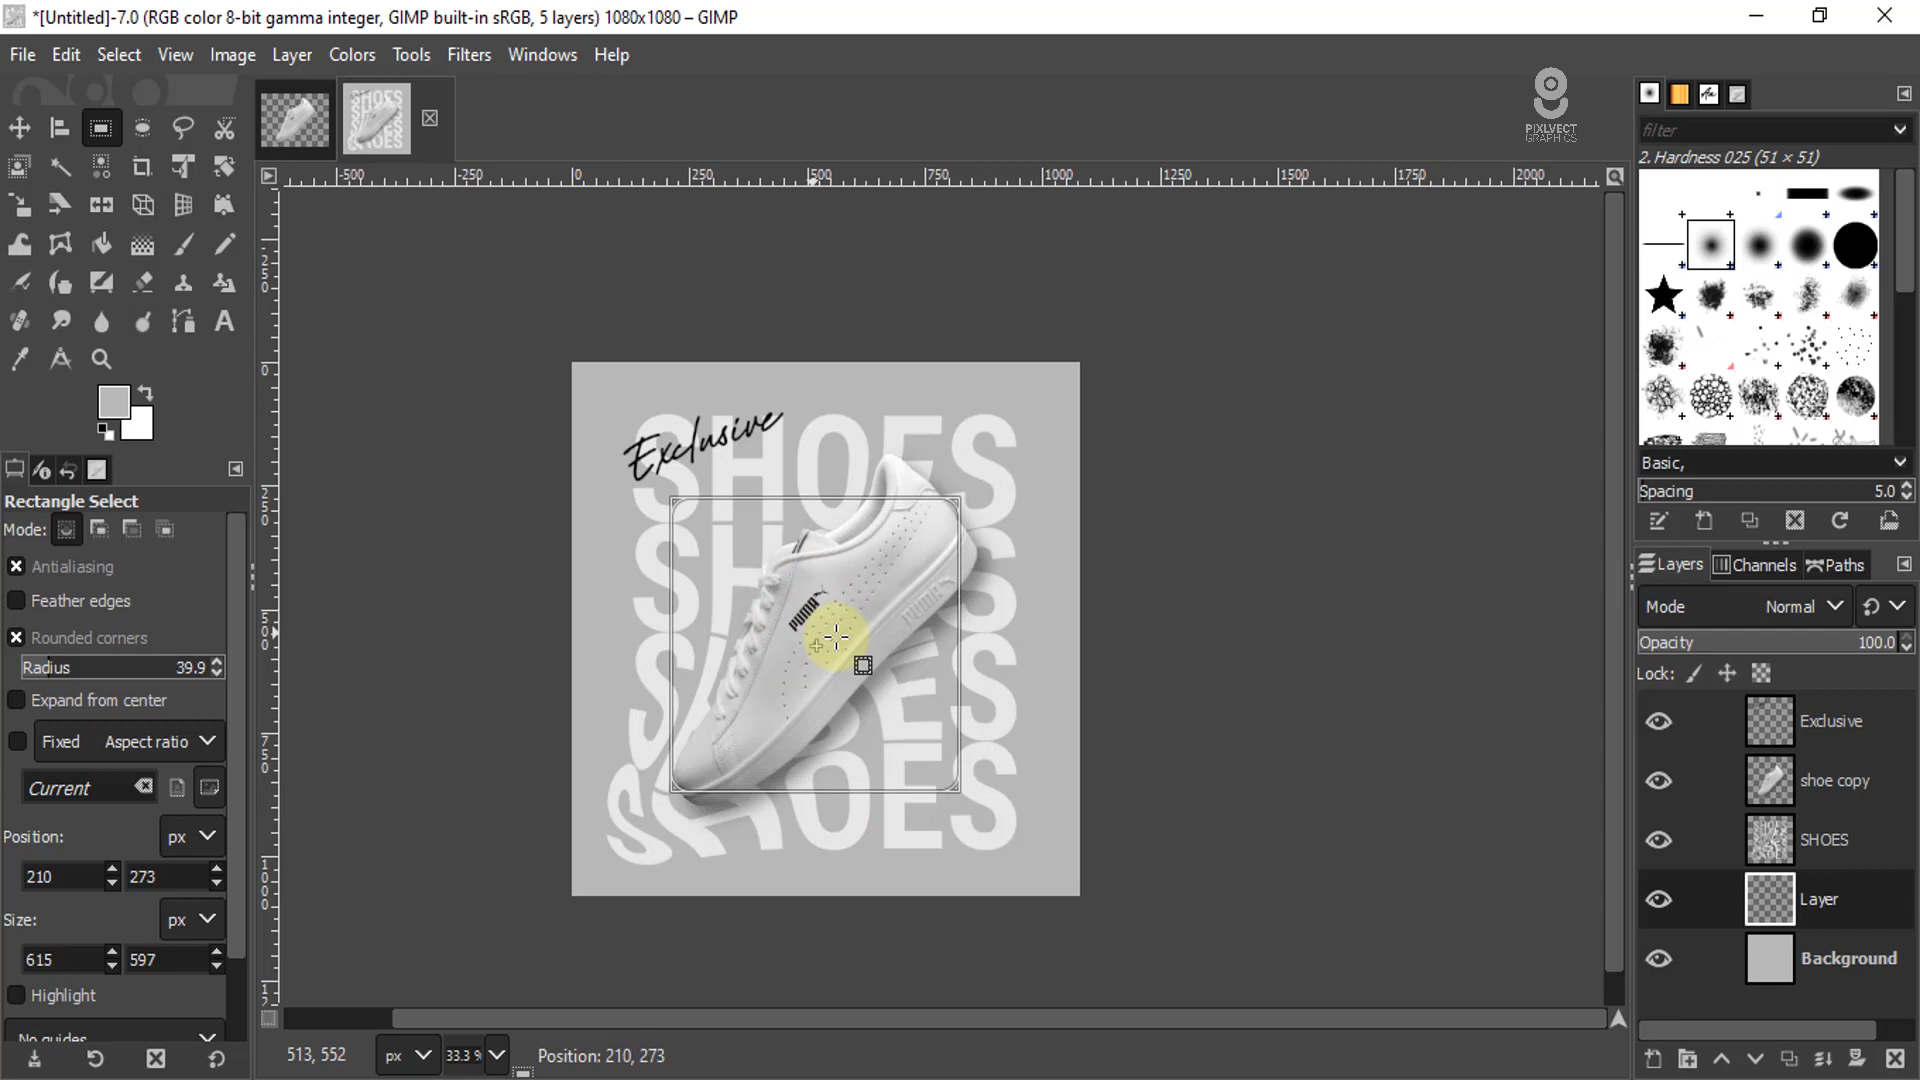 *[Untitled]-7.0 (RGB color 8-bit gamma integer, GIMP built-in sRGB, 5 layers) 1080x1080 – GIMP
File Edit Select View Image Layer Colors Tools Filters Windows Help
PIXLVECT
GRAPHICS
filter
2. Hardness 025 (51 × 51)
-500 -250 0 250 500 750 1000 1250 1500 1750 2000
SHOES
Exclusive
SHOES
SHOES
SHOES
SHOES
PUMA
PUMA
Rectangle Select
Mode:
Antialiasing
Feather edges
Rounded corners
Radius 39.9
Expand from center
Fixed Aspect ratio
Current
Position: px
210 273
Size: px
615 597
Highlight
No guides
Basic,
Spacing 5.0
Layers Channels Paths
Mode Normal
Opacity 100.0
Lock:
Exclusive
shoe copy
SHOES
Layer
Background
513, 552 px 33.3 % Position: 210, 273